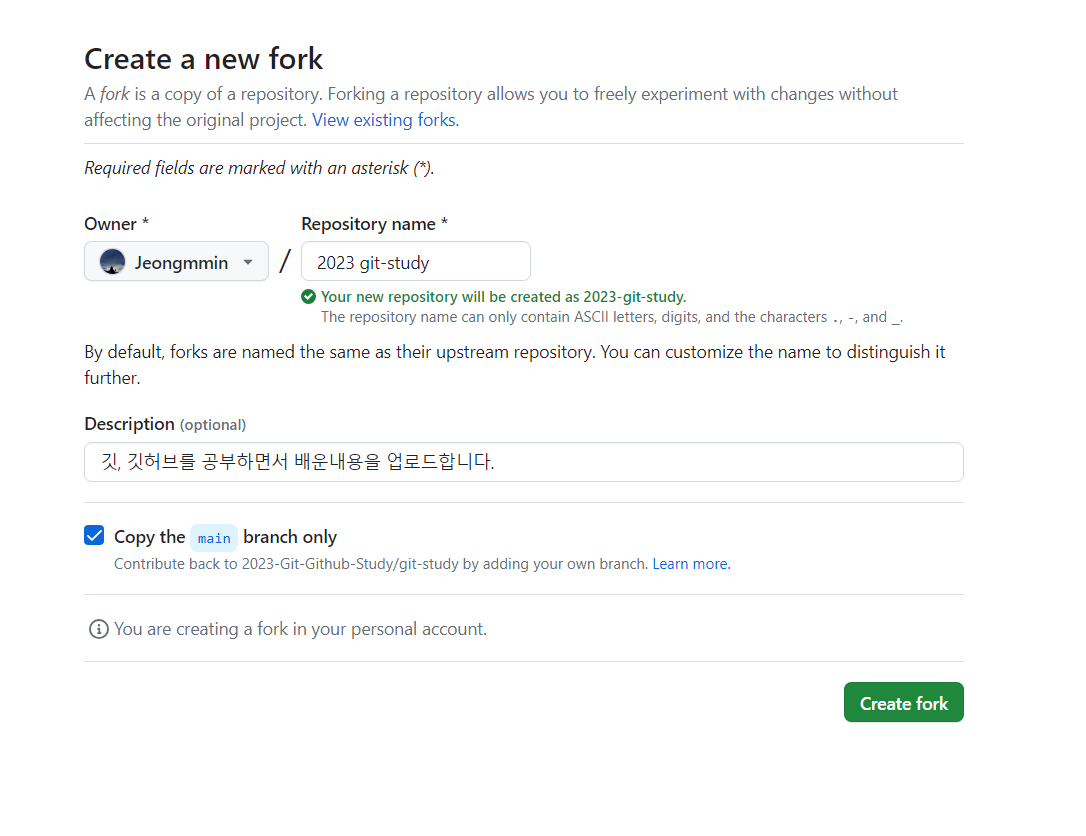 Create a new fork
A fork is a copy of a repository. Forking a repository allows you to freely experiment with changes without
affecting the original project. View existing forks.
Required fields are marked with an asterisk (*).
Owner * Repository name *
Jeongmmin / 2023 git-study
Your new repository will be created as 2023-git-study.
The repository name can only contain ASCII letters, digits, and the characters ., -, and _.
By default, forks are named the same as their upstream repository. You can customize the name to distinguish it
further.
Description (optional)
깃, 깃허브를 공부하면서 배운내용을 업로드합니다.
Copy the main branch only
Contribute back to 2023-Git-Github-Study/git-study by adding your own branch. Learn more.
You are creating a fork in your personal account.
Create fork